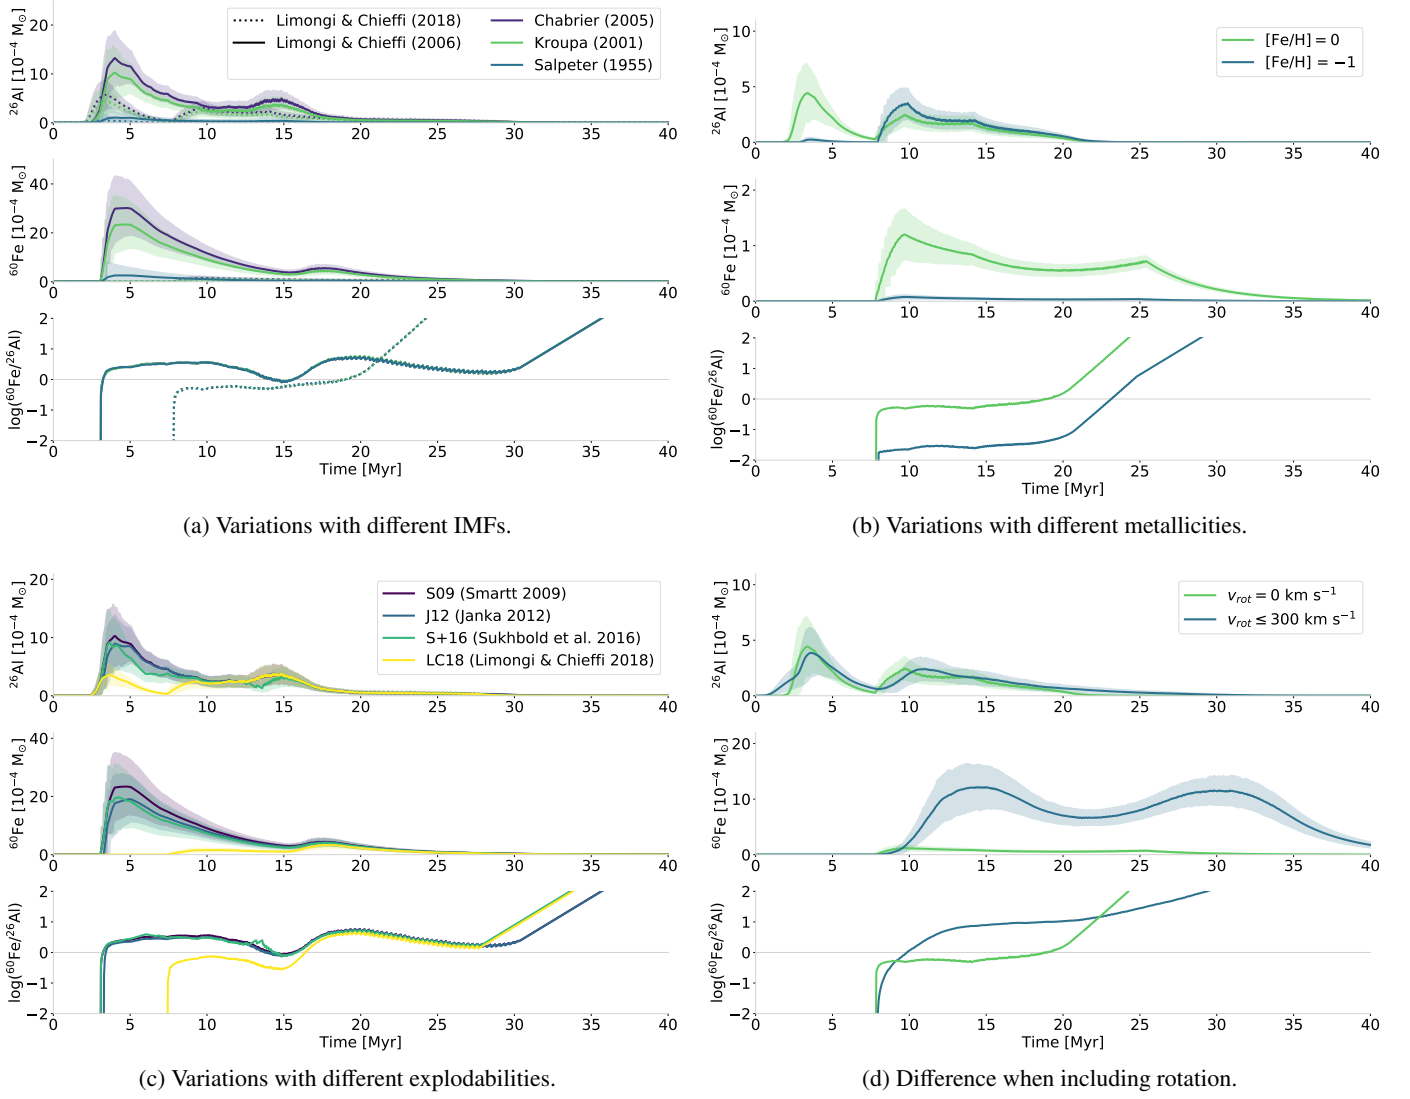 ²⁶Al [10⁻⁴ M☉]
20
10
0
Limongi & Chieffi (2018)
Limongi & Chieffi (2006)
Chabrier (2005)
Kroupa (2001)
Salpeter (1955)
0 5 10 15 20 25 30 35 40
⁶⁰Fe [10⁻⁴ M☉]
40
20
0
0 5 10 15 20 25 30 35 40
log(⁶⁰Fe/²⁶Al)
2
1
0
−1
−2
0 5 10 15 20 25 30 35 40
Time [Myr]
(a) Variations with different IMFs.
²⁶Al [10⁻⁴ M☉]
10
5
0
[Fe/H] = 0
[Fe/H] = −1
0 5 10 15 20 25 30 35 40
⁶⁰Fe [10⁻⁴ M☉]
2
1
0
0 5 10 15 20 25 30 35 40
log(⁶⁰Fe/²⁶Al)
2
1
0
−1
−2
0 5 10 15 20 25 30 35 40
Time [Myr]
(b) Variations with different metallicities.
²⁶Al [10⁻⁴ M☉]
20
10
0
S09 (Smartt 2009)
J12 (Janka 2012)
S+16 (Sukhbold et al. 2016)
LC18 (Limongi & Chieffi 2018)
0 5 10 15 20 25 30 35 40
⁶⁰Fe [10⁻⁴ M☉]
40
20
0
0 5 10 15 20 25 30 35 40
log(⁶⁰Fe/²⁶Al)
2
1
0
−1
−2
0 5 10 15 20 25 30 35 40
Time [Myr]
(c) Variations with different explodabilities.
²⁶Al [10⁻⁴ M☉]
10
5
0
v_rot = 0 km s⁻¹
v_rot ≤ 300 km s⁻¹
0 5 10 15 20 25 30 35 40
⁶⁰Fe [10⁻⁴ M☉]
20
10
0
0 5 10 15 20 25 30 35 40
log(⁶⁰Fe/²⁶Al)
2
1
0
−1
−2
0 5 10 15 20 25 30 35 40
Time [Myr]
(d) Difference when including rotation.